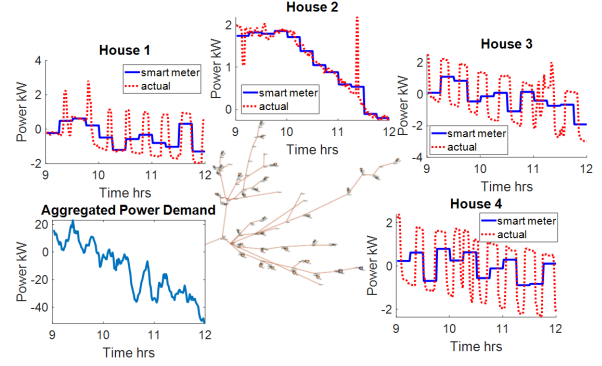 House 2
Power kW
2
1
0
smart meter
actual
9
10
11
12
Time hrs
House 1
Power kW
4
2
0
-2
smart meter
actual
9
10
11
12
Time hrs
House 3
Power kW
2
0
-2
-4
smart meter
actual
9
10
11
12
Time hrs
Aggregated Power Demand
Power kW
20
0
-20
-40
9
10
11
12
Time hrs
House 4
Power kW
2
0
-2
smart meter
actual
9
10
11
12
Time hrs